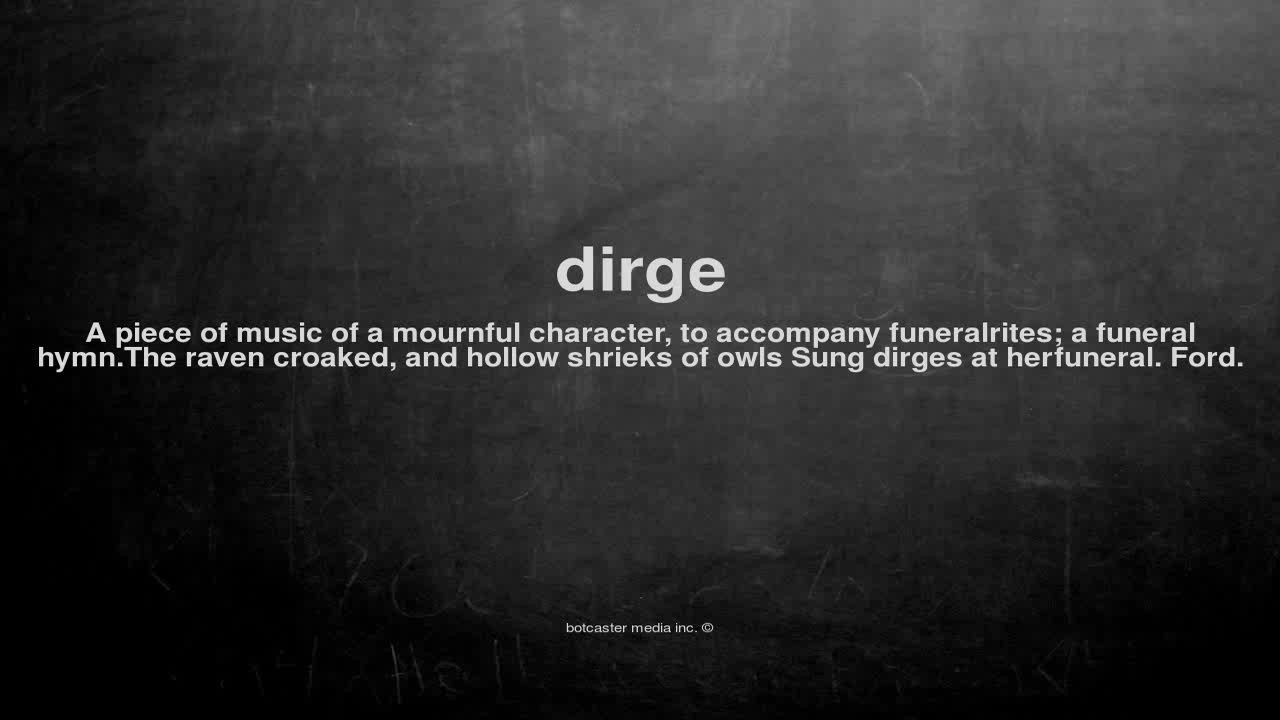 dirge
A piece of music of a mournful character, to accompany funeralrites; a funeral
hymn.The raven croaked, and hollow shrieks of owls Sung dirges at herfuneral. Ford.
botcaster media inc. ©